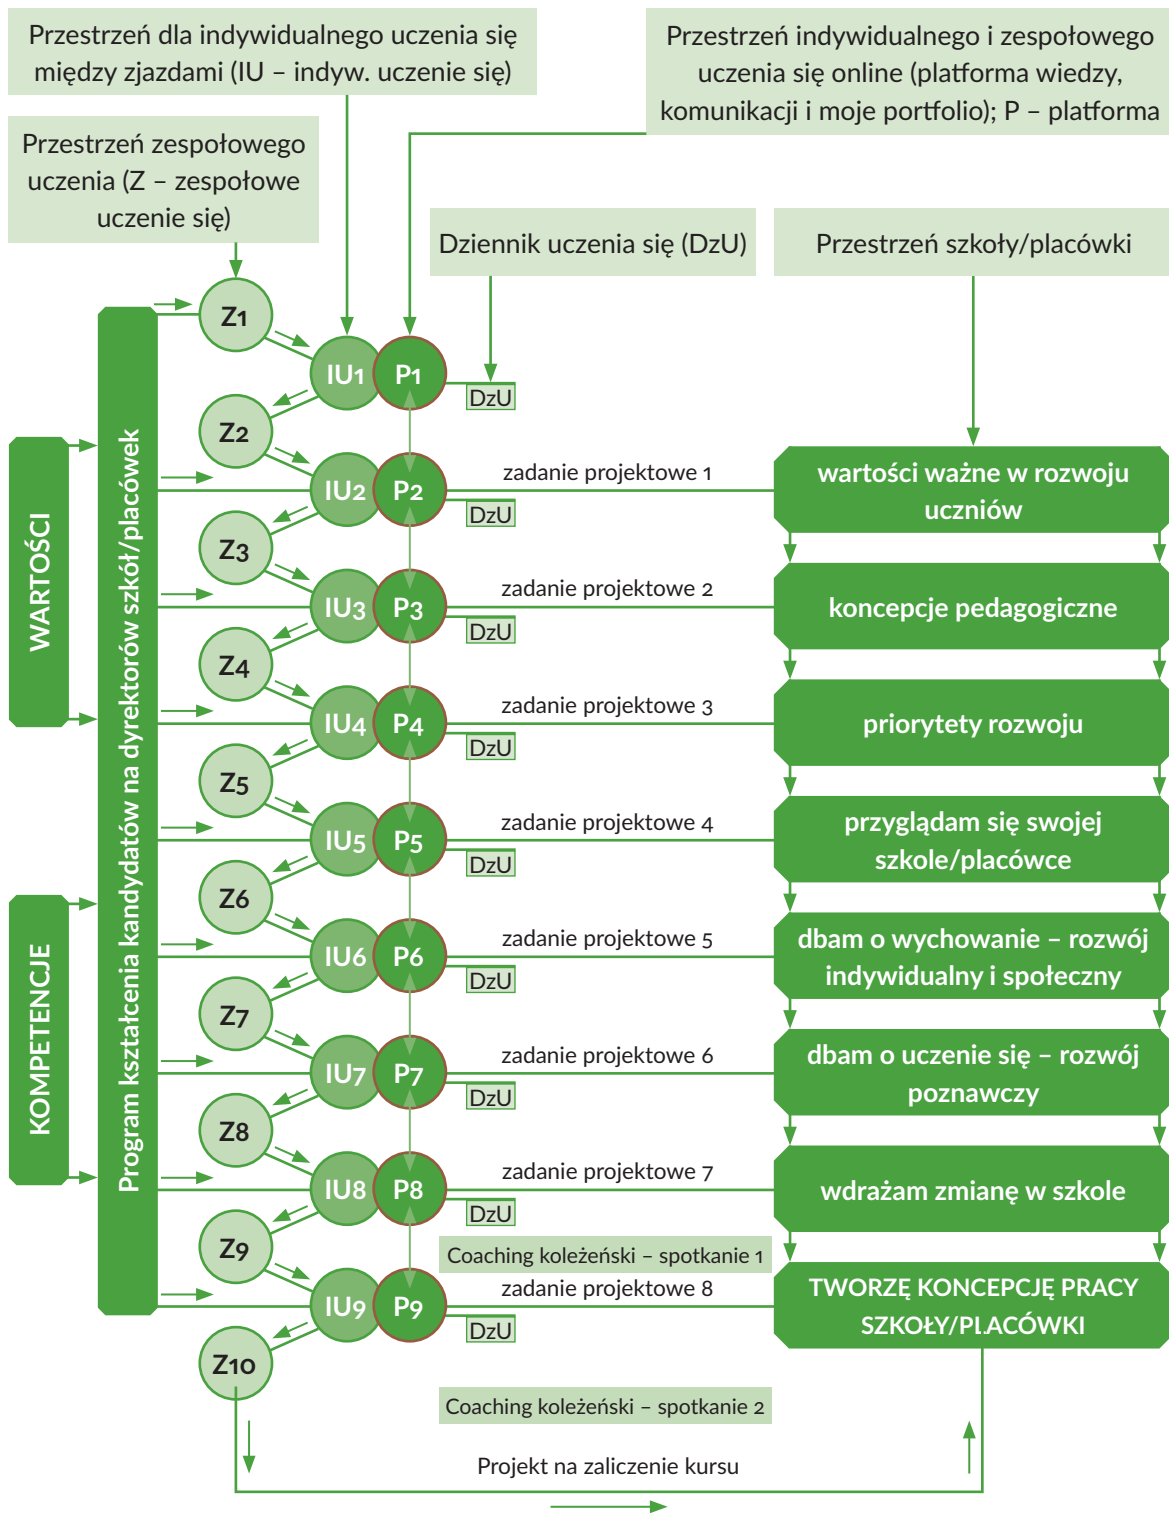 Przestrzeń dla indywidualnego uczenia się
między zjazdami (IU – indyw. uczenie się)
Przestrzeń indywidualnego i zespołowego
uczenia się online (platforma wiedzy,
komunikacji i moje portfolio); P – platforma
Przestrzeń zespołowego
uczenia (Z – zespołowe
uczenie się)
Dziennik uczenia się (DzU)
Przestrzeń szkoły/placówki
WARTOŚCI
KOMPETENCJE
Program kształcenia kandydatów na dyrektorów szkół/placówek
Z1
IU1
P1
DzU
Z2
IU2
P2
zadanie projektowe 1
DzU
wartości ważne w rozwoju
uczniów
Z3
IU3
P3
zadanie projektowe 2
DzU
koncepcje pedagogiczne
Z4
IU4
P4
zadanie projektowe 3
DzU
priorytety rozwoju
Z5
IU5
P5
zadanie projektowe 4
DzU
przyglądam się swojej
szkole/placówce
Z6
IU6
P6
zadanie projektowe 5
DzU
dbam o wychowanie – rozwój
indywidualny i społeczny
Z7
IU7
P7
zadanie projektowe 6
DzU
dbam o uczenie się – rozwój
poznawczy
Z8
IU8
P8
zadanie projektowe 7
DzU
wdrażam zmianę w szkole
Z9
Coaching koleżeński – spotkanie 1
IU9
P9
zadanie projektowe 8
DzU
TWORZĘ KONCEPCJĘ PRACY
SZKOŁY/PLACÓWKI
Z10
Coaching koleżeński – spotkanie 2
Projekt na zaliczenie kursu